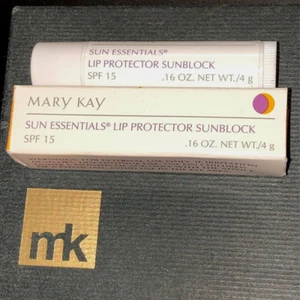 SUN ESSENTIALS®
LIP PROTECTOR SUNBLOCK
SPF 15 .16 OZ. NET WT./4 g
MARY KAY
SUN ESSENTIALS® LIP PROTECTOR SUNBLOCK
SPF 15 .16 OZ. NET WT./4 g
mk